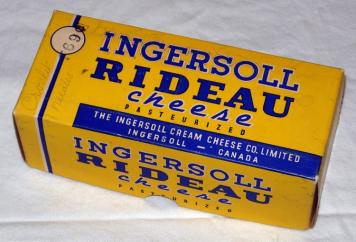 69¢
INGERSOLL
RIDEAU
cheese
PASTEURIZED
THE INGERSOLL CREAM CHEESE CO. LIMITED
INGERSOLL — CANADA
INGERSOLL
RIDEAU
cheese
PASTEURIZED